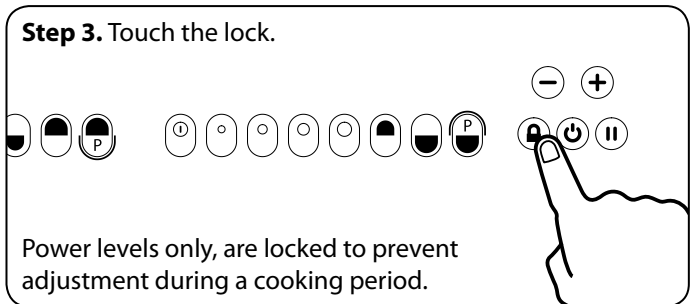 Step 3. Touch the lock.
P
P
Power levels only, are locked to prevent
adjustment during a cooking period.